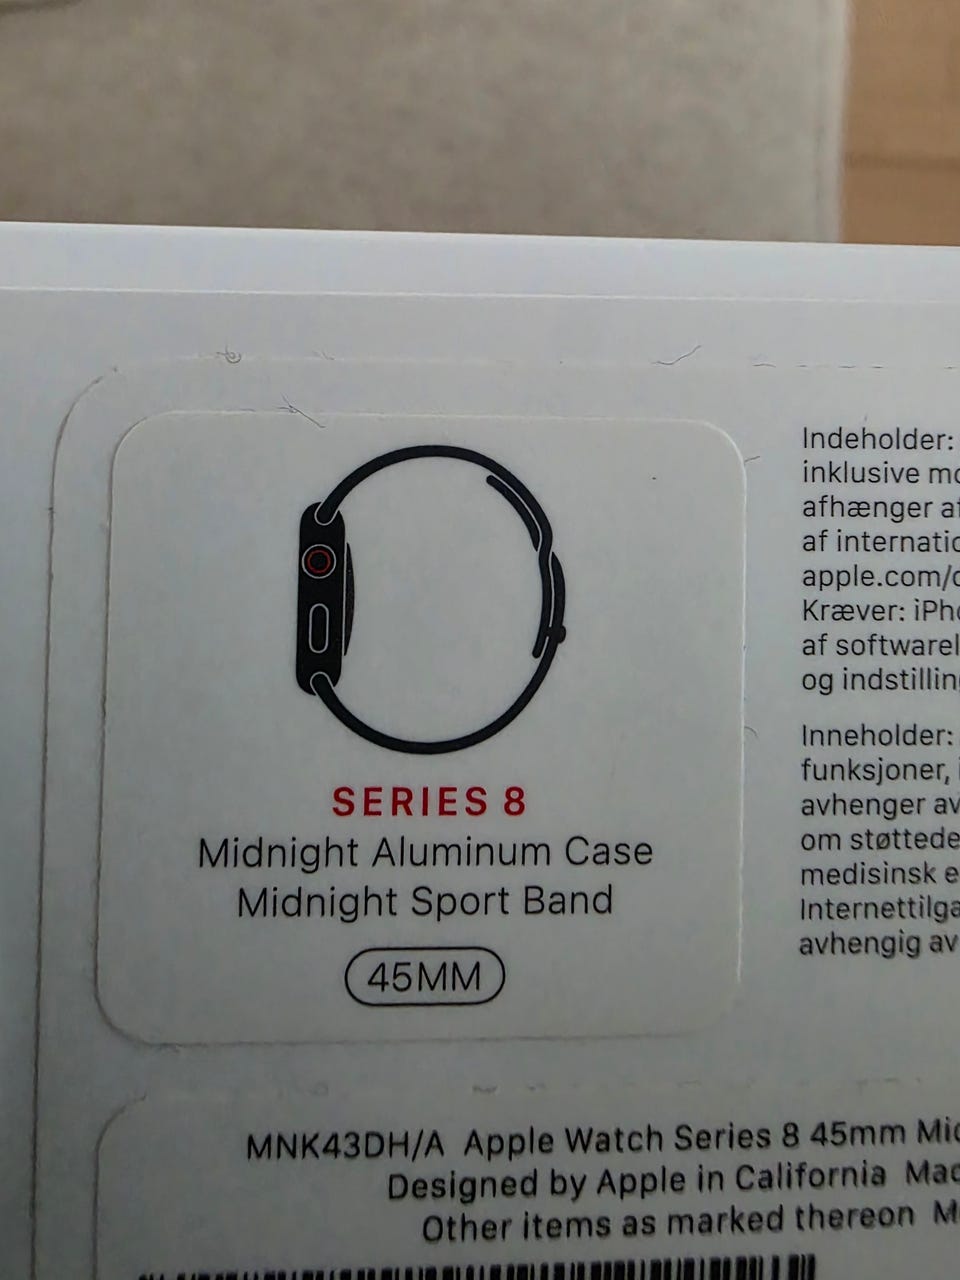 SERIES 8
Midnight Aluminum Case
Midnight Sport Band
45MM
Indeholder:
inklusive
afhænger
af
apple.com/
Kræver:
af
og
Inneholder:
funksjoner,
avhenger
om støttede
medisinsk
avhengig av
MNK43DH/A Apple Watch Series 8 45mm
Designed by Apple in California
Other items as marked thereon